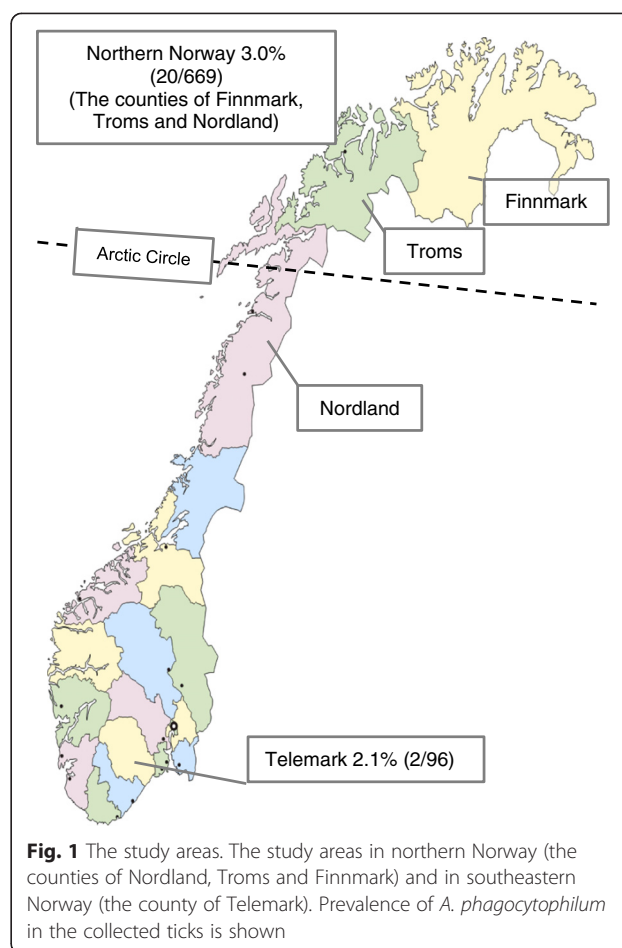 Northern Norway 3.0%
(20/669)
(The counties of Finnmark,
Troms and Nordland)
Finnmark
Troms
Arctic Circle
Nordland
Telemark 2.1% (2/96)
Fig. 1 The study areas. The study areas in northern Norway (the
counties of Nordland, Troms and Finnmark) and in southeastern
Norway (the county of Telemark). Prevalence of A. phagocytophilum
in the collected ticks is shown